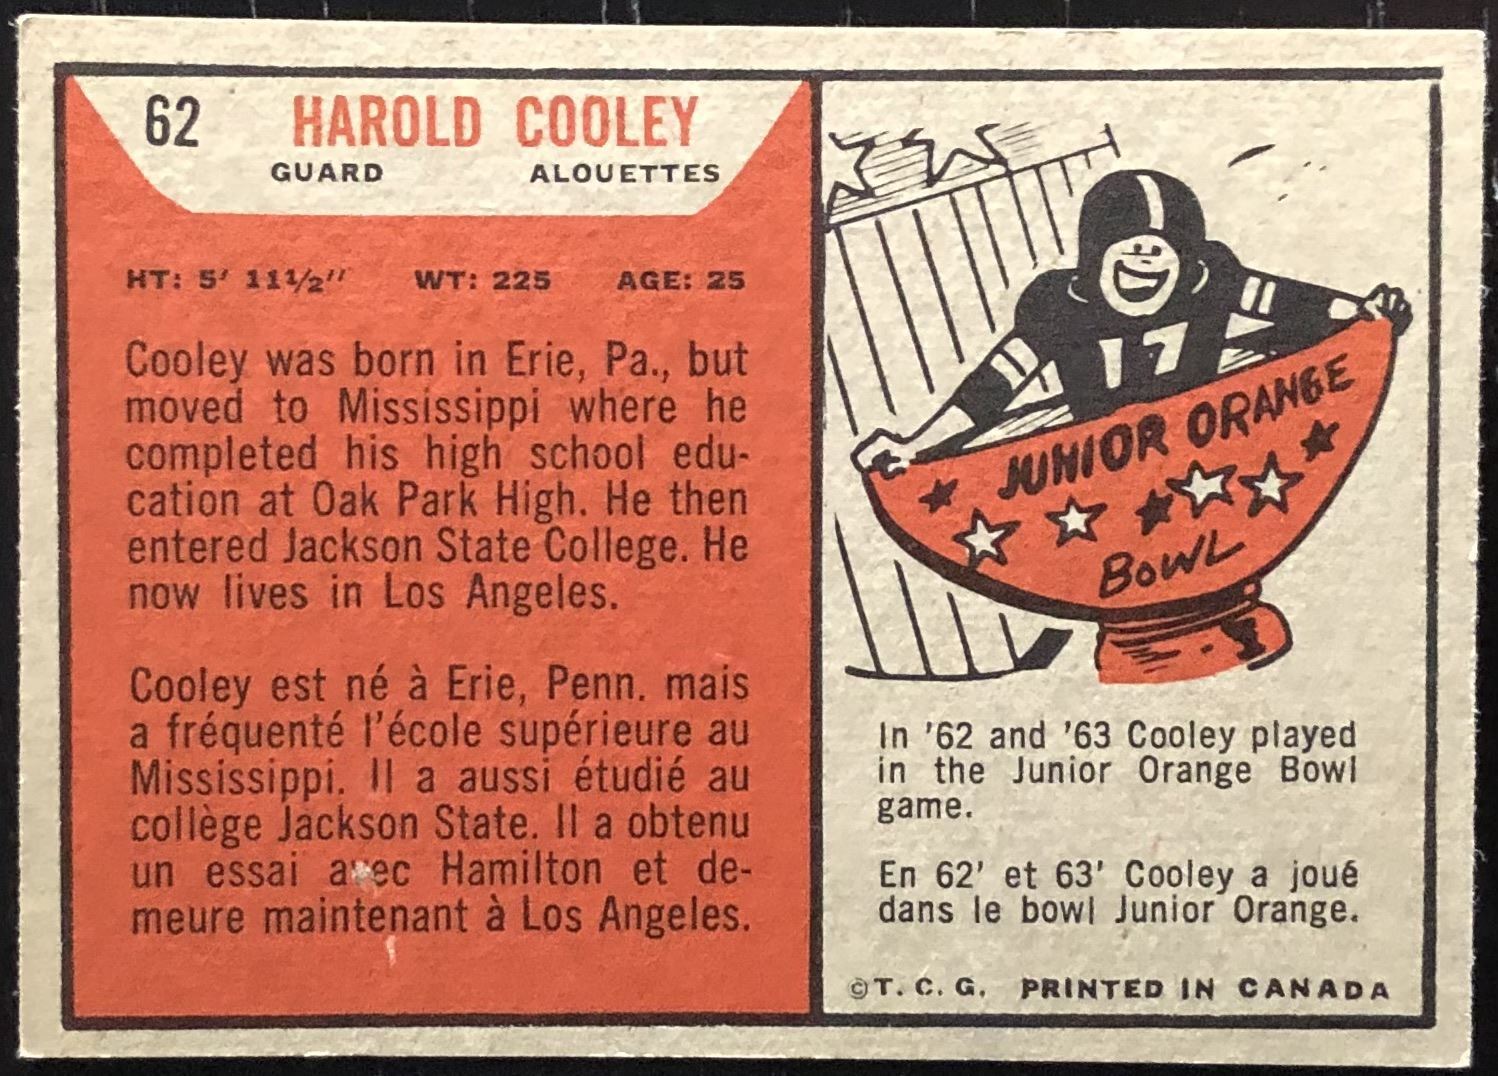 62 HAROLD COOLEY
GUARD ALOUETTES
HT: 5' 11½" WT: 225 AGE: 25
Cooley was born in Erie, Pa., but
moved to Mississippi where he
completed his high school edu-
cation at Oak Park High. He then
entered Jackson State College. He
now lives in Los Angeles.
Cooley est né à Erie, Penn. mais
a fréquenté l'école supérieure au
Mississippi. Il a aussi étudié au
collège Jackson State. Il a obtenu
un essai avec Hamilton et de-
meure maintenant à Los Angeles.
17
JUNIOR ORANGE
BOWL
In '62 and '63 Cooley played
in the Junior Orange Bowl
game.
En 62' et 63' Cooley a joué
dans le bowl Junior Orange.
©T. C. G. PRINTED IN CANADA